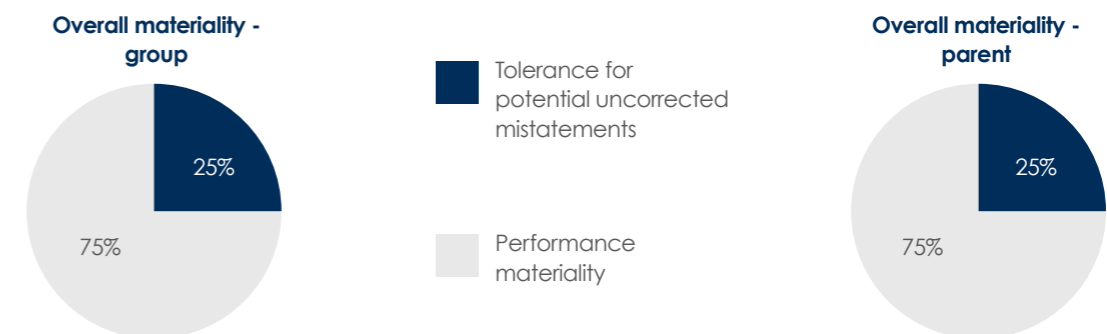 Overall materiality -
group
25%
75%
Tolerance for
potential uncorrected
mistatements
Performance
materiality
Overall materiality -
parent
25%
75%